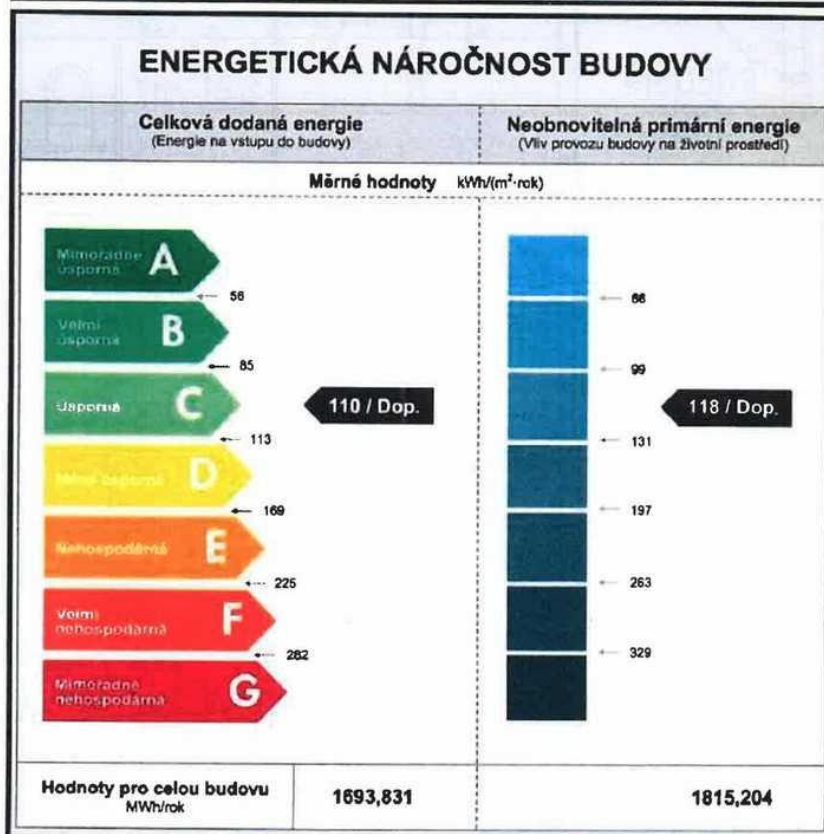 ENERGETICKÁ NÁROČNOST BUDOVY
Celková dodaná energie
(Energie na vstupu do budovy)
Neobnovitelná primární energie
(Vliv provozu budovy na životní prostředí)
Měrné hodnoty kWh/(m²·rok)
Mimořádně úsporná A
56
Velmi úsporná B
85
Úsporná C
113
Méně úsporná D
169
Nehospodárná E
225
Velmi nehospodárná F
282
Mimořádně nehospodárná G
110 / Dop.
66
99
131
197
263
329
118 / Dop.
Hodnoty pro celou budovu
MWh/rok
1693,831
1815,204